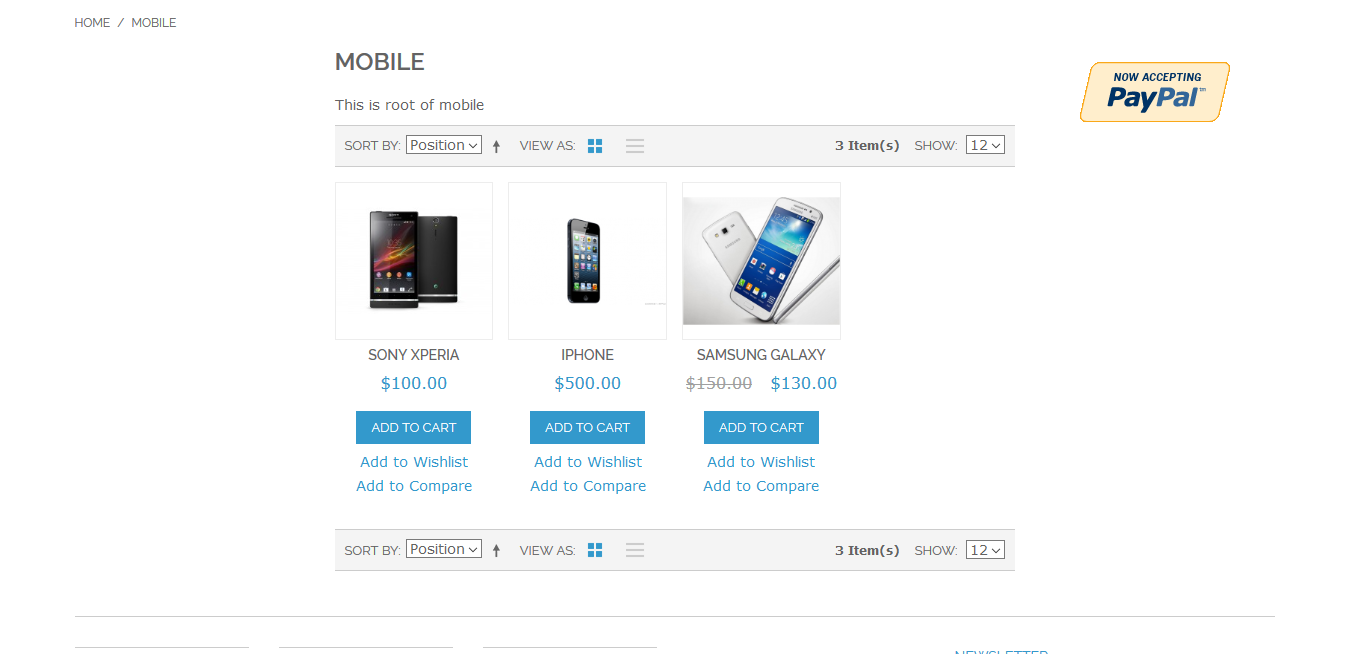 HOME / MOBILE
MOBILE
This is root of mobile
NOW ACCEPTING
PayPal™
SORT BY: Position VIEW AS: 3 Item(s) SHOW: 12
SONY XPERIA IPHONE SAMSUNG GALAXY
$100.00 $500.00 $150.00 $130.00
ADD TO CART ADD TO CART ADD TO CART
Add to Wishlist Add to Wishlist Add to Wishlist
Add to Compare Add to Compare Add to Compare
SORT BY: Position VIEW AS: 3 Item(s) SHOW: 12
NEWSLETTER